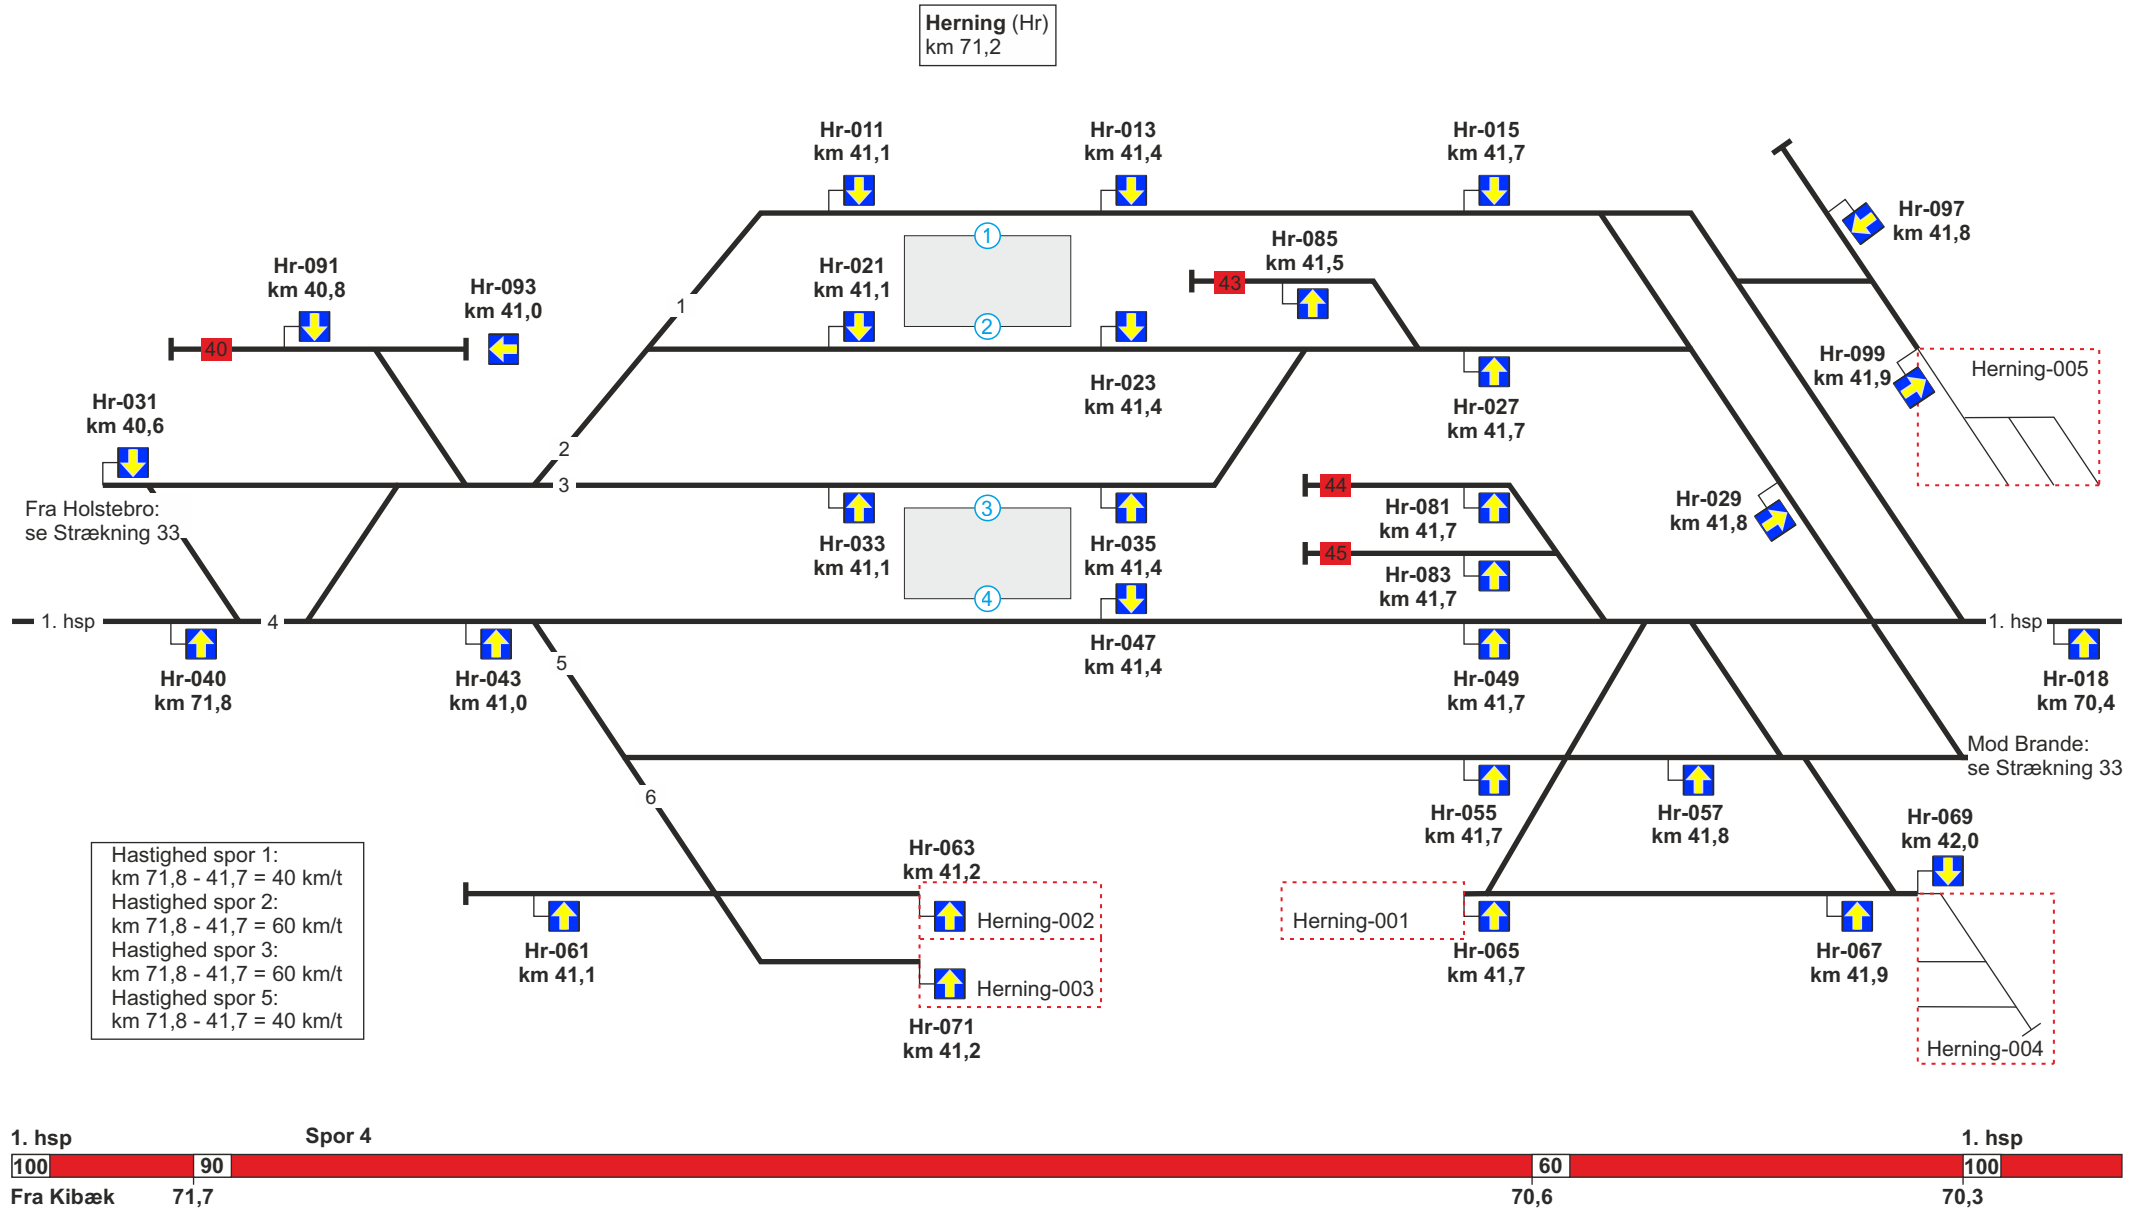 Herning (Hr)
km 71,2
Hr-011
km 41,1
Hr-013
km 41,4
Hr-015
km 41,7
Hr-097
km 41,8
1
Hr-085
km 41,5
43
Hr-021
km 41,1
2
Hr-091
km 40,8
Hr-093
km 41,0
1
40
Hr-023
km 41,4
Hr-027
km 41,7
Hr-099
km 41,9
Herning-005
Hr-031
km 40,6
2
3
Fra Holstebro:
se Strækning 33
Hr-033
km 41,1
3
Hr-035
km 41,4
44
Hr-081
km 41,7
45
Hr-083
km 41,7
Hr-029
km 41,8
4
1. hsp
4
1. hsp
Hr-040
km 71,8
Hr-043
km 41,0
5
Hr-047
km 41,4
Hr-049
km 41,7
Hr-018
km 70,4
Mod Brande:
se Strækning 33
6
Hr-055
km 41,7
Hr-057
km 41,8
Hr-069
km 42,0
Hr-063
km 41,2
Herning-002
Herning-001
Hr-061
km 41,1
Hr-065
km 41,7
Hr-067
km 41,9
Herning-003
Hr-071
km 41,2
Herning-004
Hastighed spor 1:
km 71,8 - 41,7 = 40 km/t
Hastighed spor 2:
km 71,8 - 41,7 = 60 km/t
Hastighed spor 3:
km 71,8 - 41,7 = 60 km/t
Hastighed spor 5:
km 71,8 - 41,7 = 40 km/t
1. hsp
Spor 4
1. hsp
100
90
60
100
Fra Kibæk
71,7
70,6
70,3